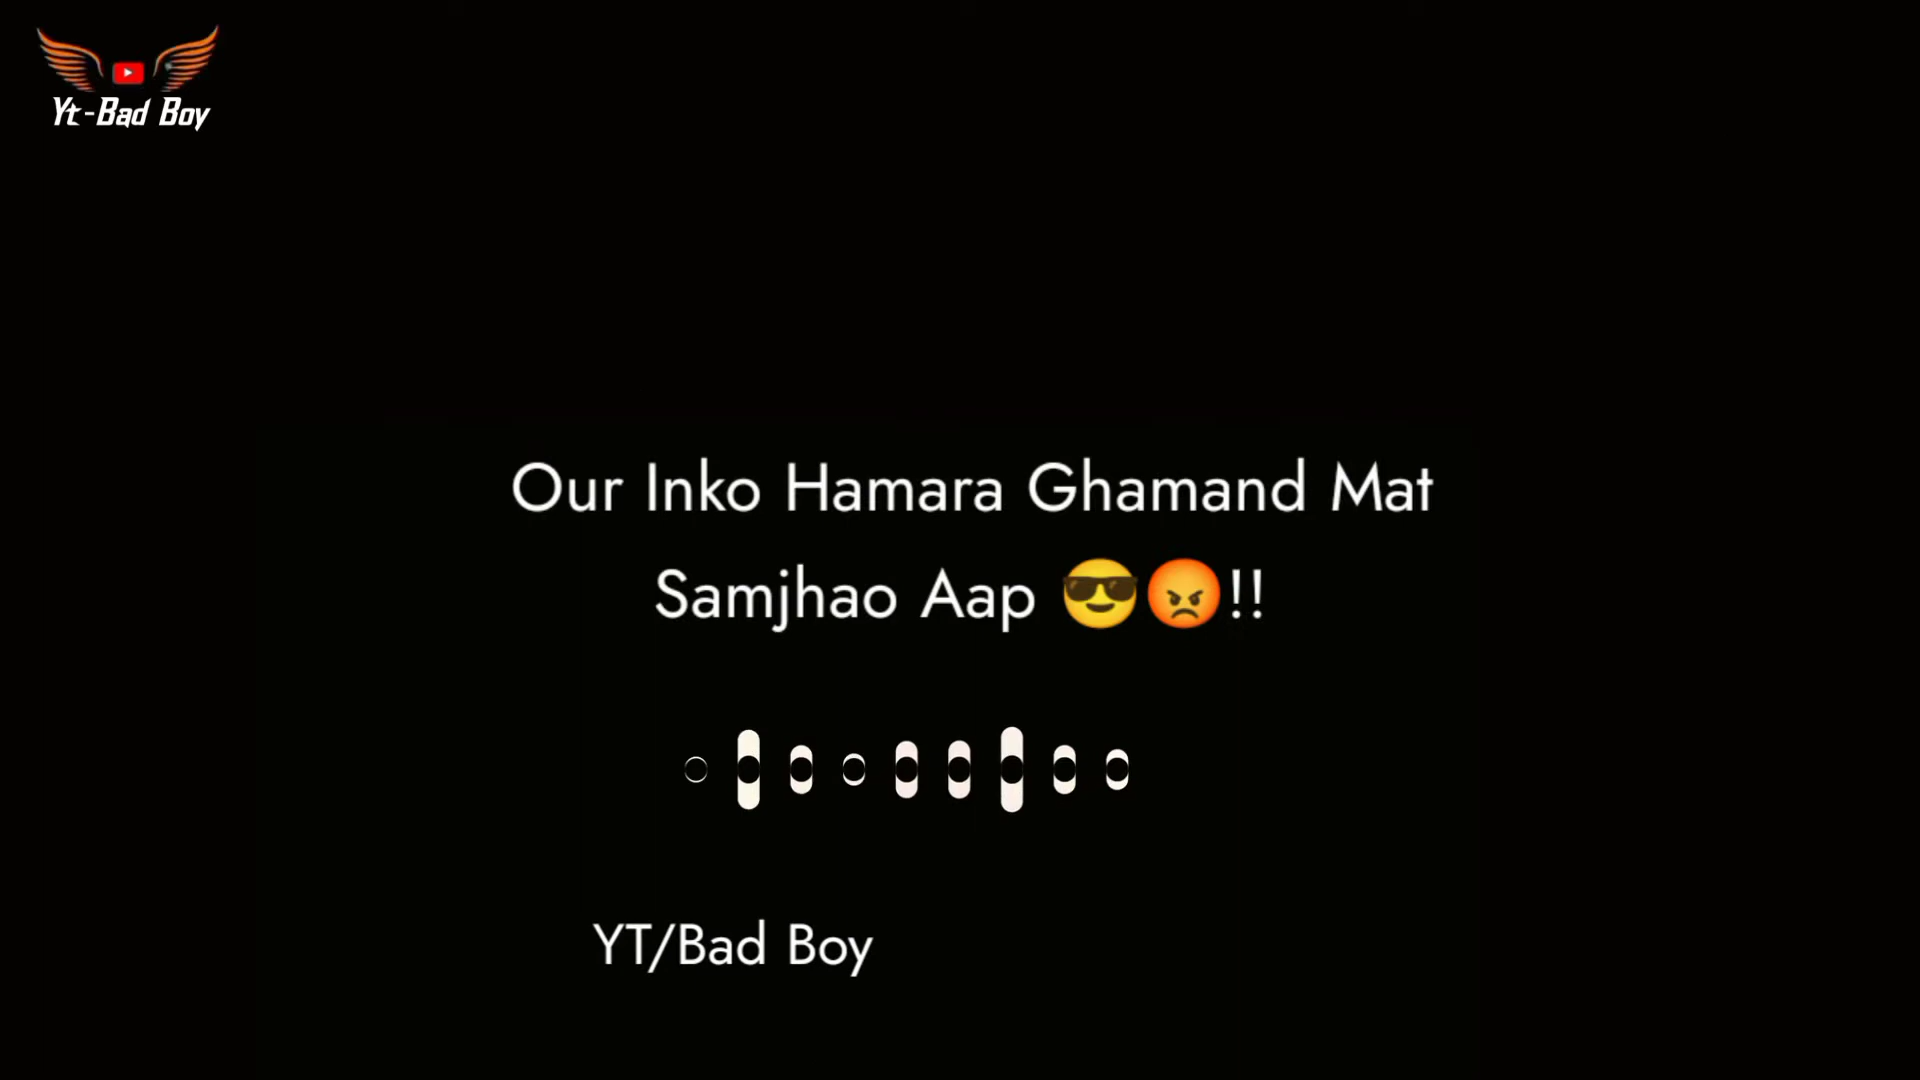 Yt-Bad Boy
Our Inko Hamara Ghamand Mat
Samjhao Aap 😎😡!!
YT/Bad Boy